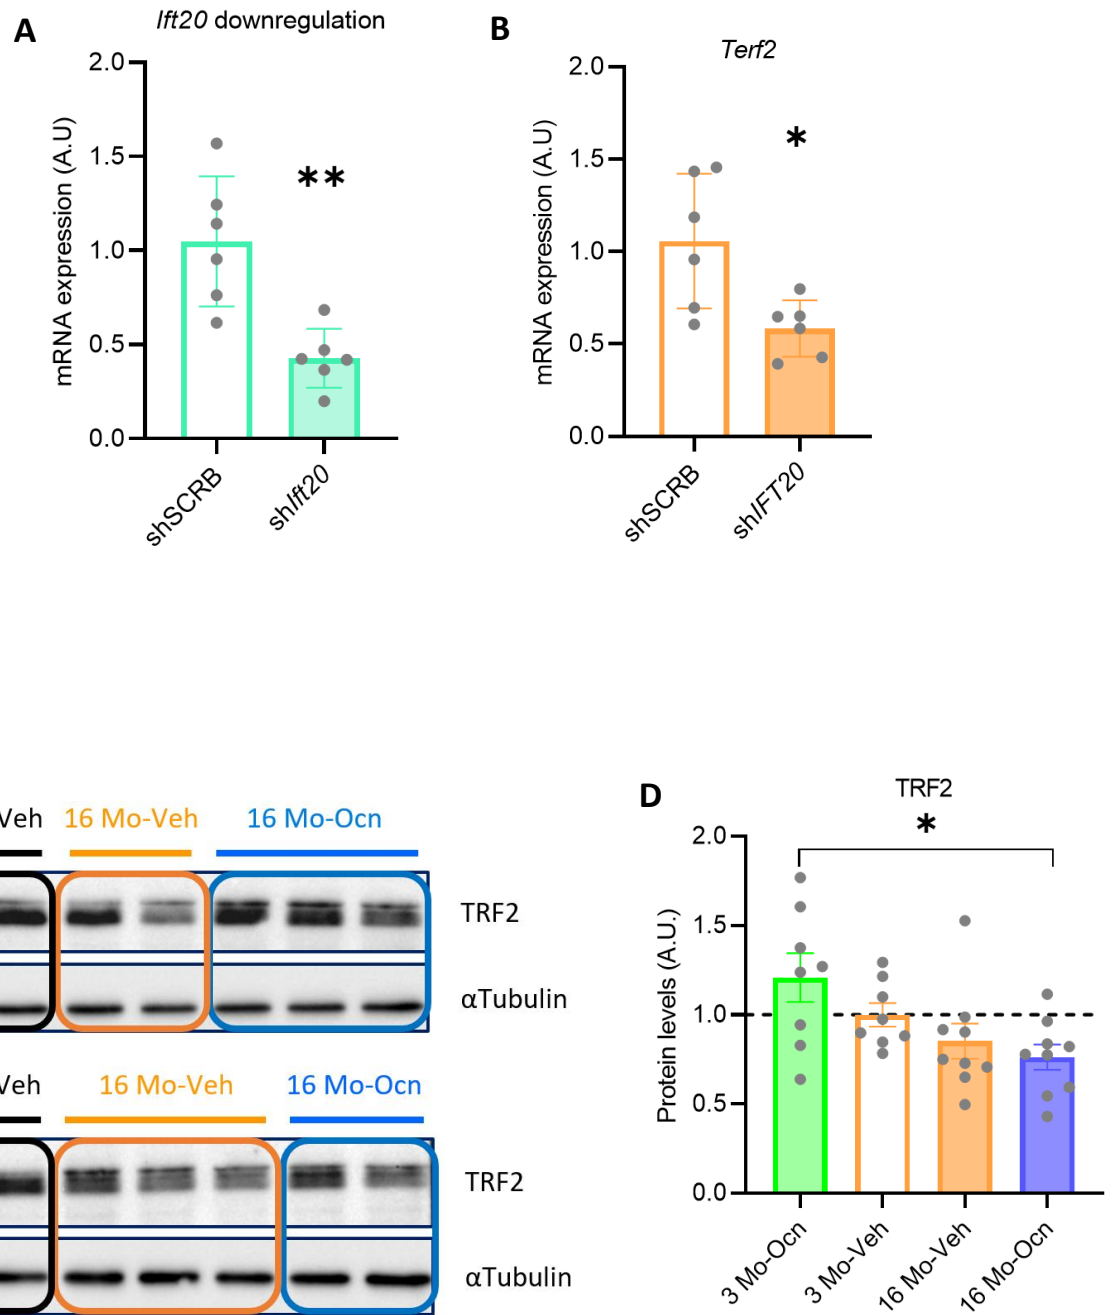 A
Ift20 downregulation
mRNA expression (A.U)
2.0
1.5
1.0
0.5
0.0
**
shSCRB
shIft20
B
Terf2
mRNA expression (A.U)
2.0
1.5
1.0
0.5
0.0
*
shSCRB
shIFT20
Veh 16 Mo-Veh 16 Mo-Ocn
TRF2
αTubulin
Veh 16 Mo-Veh 16 Mo-Ocn
TRF2
αTubulin
D
TRF2
*
Protein levels (A.U.)
2.0
1.5
1.0
0.5
0.0
3 Mo-Ocn
3 Mo-Veh
16 Mo-Veh
16 Mo-Ocn